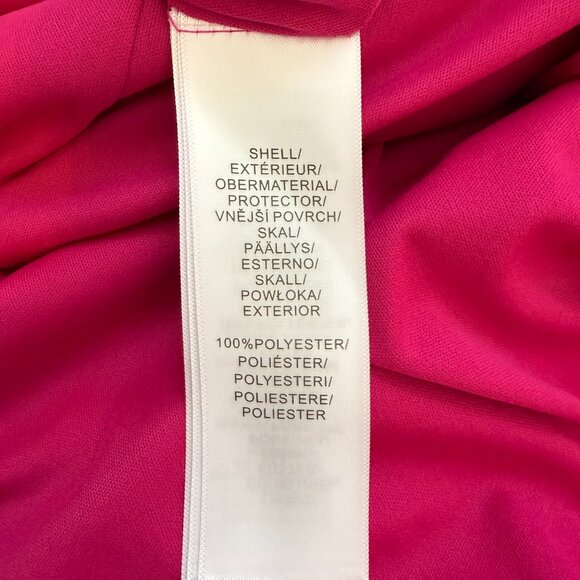 SHELL/
EXTÉRIEUR/
OBERMATERIAL/
PROTECTOR/
VNĚJŠÍ POVRCH/
SKAL/
PÄÄLLYS/
ESTERNO/
SKALL/
POWŁOKA/
EXTERIOR
100%POLYESTER/
POLIÉSTER/
POLYESTERI/
POLIESTERE/
POLIESTER